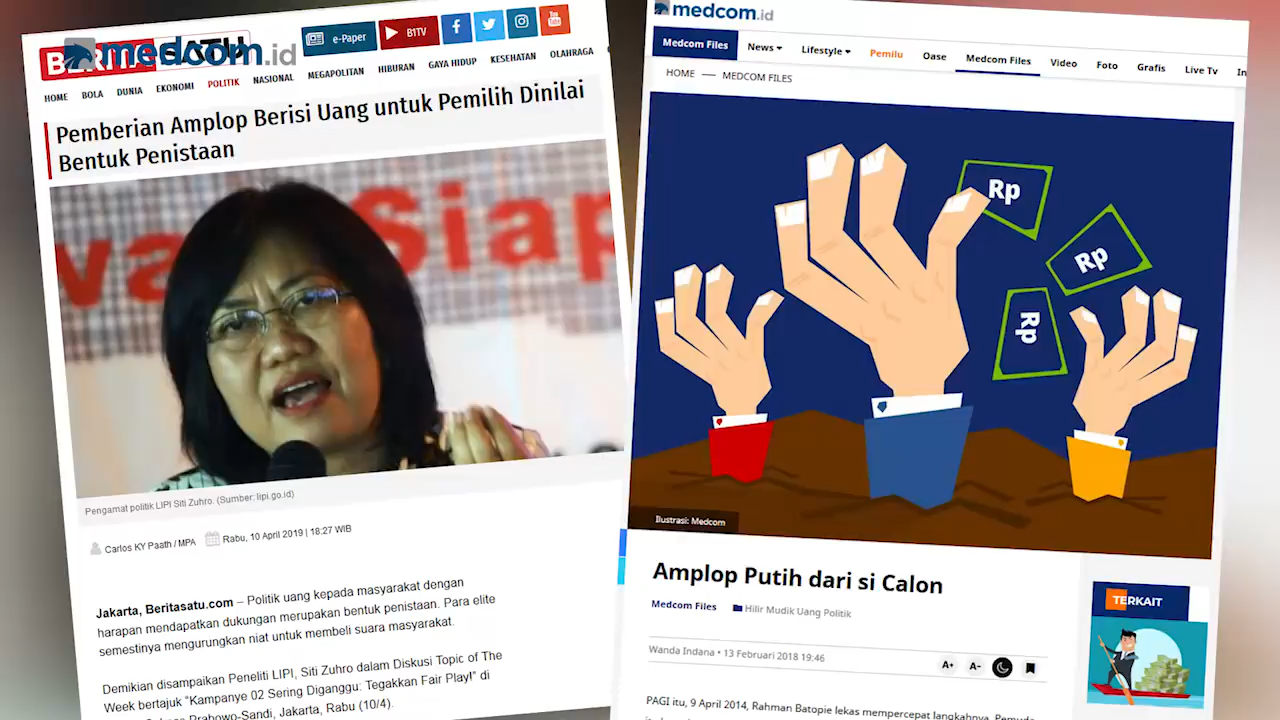 BERITA SATU
medcom.id
e-Paper
B1TV
You Tube
HOME BOLA DUNIA EKONOMI POLITIK NASIONAL MEGAPOLITAN HIBURAN GAYA HIDUP KESEHATAN OLAHRAGA
Pemberian Amplop Berisi Uang untuk Pemilih Dinilai
Bentuk Penistaan
Siap
Pengamat politik LIPI Siti Zuhro. (Sumber: lipi.go.id)
Carlos KY Paath / MPA Rabu, 10 April 2019 | 18:27 WIB
Jakarta, Beritasatu.com – Politik uang kepada masyarakat dengan
harapan mendapatkan dukungan merupakan bentuk penistaan. Para elite
semestinya mengurungkan niat untuk membeli suara masyarakat.
Demikian disampaikan Peneliti LIPI, Siti Zuhro dalam Diskusi Topic of The
Week bertajuk "Kampanye 02 Sering Diganggu: Tegakkan Fair Play!" di
Prabowo-Sandi, Jakarta, Rabu (10/4).
medcom.id
Medcom Files News Lifestyle Pemilu Oase Medcom Files Video Foto Grafis Live Tv
HOME — MEDCOM FILES
Rp
Rp
Rp
Ilustrasi: Medcom
Amplop Putih dari si Calon
Medcom Files Hilir Mudik Uang Politik
Wanda Indana • 13 Februari 2018 19:46
A+ A-
TERKAIT
PAGI itu, 9 April 2014, Rahman Batopie lekas mempercepat langkahnya. Pemuda